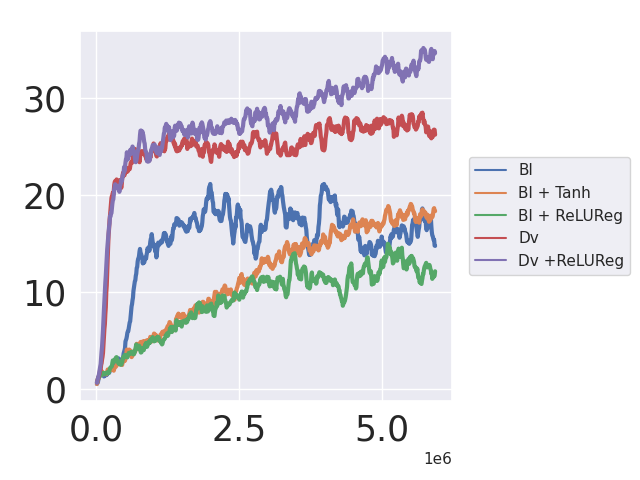 30
20
10
0
0.0 2.5 5.0
1e6
Bl
Bl + Tanh
Bl + ReLUReg
Dv
Dv +ReLUReg